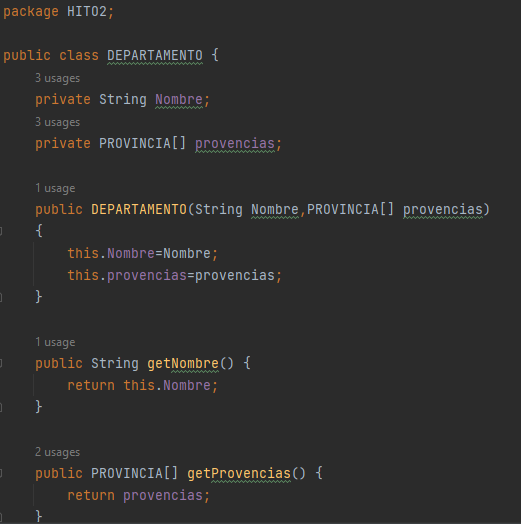 package HITO2;
public class DEPARTAMENTO {
3 usages
private String Nombre;
3 usages
private PROVINCIA[] provencias;
1 usage
public DEPARTAMENTO(String Nombre,PROVINCIA[] provencias)
{
this.Nombre=Nombre;
this.provencias=provencias;
}
1 usage
public String getNombre() {
return this.Nombre;
}
2 usages
public PROVINCIA[] getProvencias() {
return provencias;
}